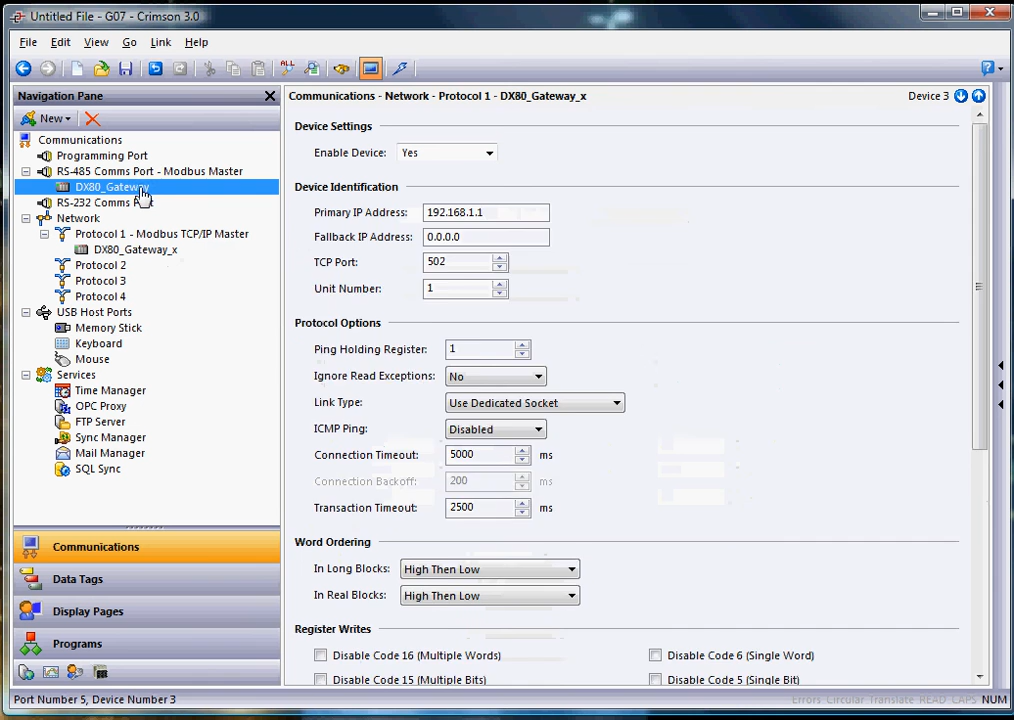 Untitled File - G07 - Crimson 3.0
File Edit View Go Link Help
ALL
Navigation Pane
Communications - Network - Protocol 1 - DX80_Gateway_x
Device 3
New
Communications
Programming Port
RS-485 Comms Port - Modbus Master
DX80_Gateway
RS-232 Comms
Network
Protocol 1 - Modbus TCP/IP Master
DX80_Gateway_x
Protocol 2
Protocol 3
Protocol 4
USB Host Ports
Memory Stick
Keyboard
Mouse
Services
Time Manager
OPC Proxy
FTP Server
Sync Manager
Mail Manager
SQL Sync
Communications
Data Tags
Display Pages
Programs
Device Settings
Enable Device: Yes
Device Identification
Primary IP Address: 192.168.1.1
Fallback IP Address: 0.0.0.0
TCP Port: 502
Unit Number: 1
Protocol Options
Ping Holding Register: 1
Ignore Read Exceptions: No
Link Type: Use Dedicated Socket
ICMP Ping: Disabled
Connection Timeout: 5000 ms
Connection Backoff: 200 ms
Transaction Timeout: 2500 ms
Word Ordering
In Long Blocks: High Then Low
In Real Blocks: High Then Low
Register Writes
Disable Code 16 (Multiple Words)
Disable Code 6 (Single Word)
Disable Code 15 (Multiple Bits)
Disable Code 5 (Single Bit)
Port Number 5, Device Number 3
Errors Circular Translate READ CAPS NUM